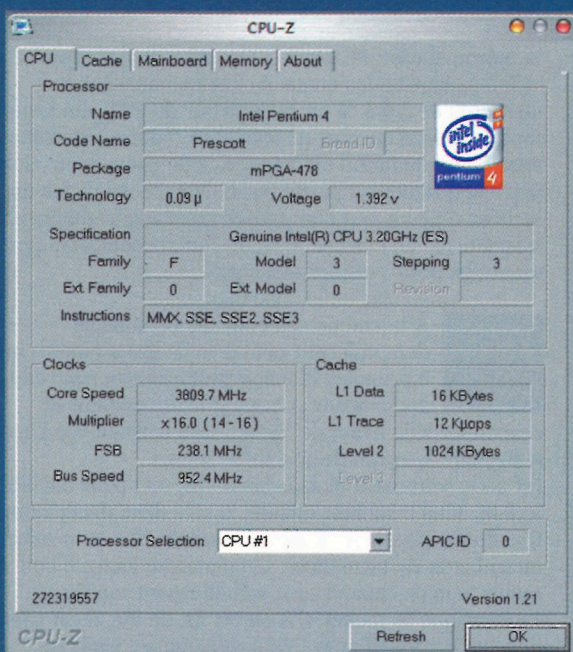 CPU-Z
CPU Cache Mainboard Memory About
Processor
Name Intel Pentium 4
Code Name Prescott Brand ID
Package mPGA-478
Technology 0.09 µ Voltage 1.392 v
intel inside
pentium 4
Specification Genuine Intel(R) CPU 3.20GHz (ES)
Family F Model 3 Stepping 3
Ext. Family 0 Ext. Model 0 Revision
Instructions MMX, SSE, SSE2, SSE3
Clocks
Core Speed 3809.7 MHz
Multiplier x16.0 (14-16)
FSB 238.1 MHz
Bus Speed 952.4 MHz
Cache
L1 Data 16 KBytes
L1 Trace 12 Kµops
Level 2 1024 KBytes
Level 3
Processor Selection CPU #1 APIC ID 0
272319557 Version 1.21
CPU-Z Refresh OK